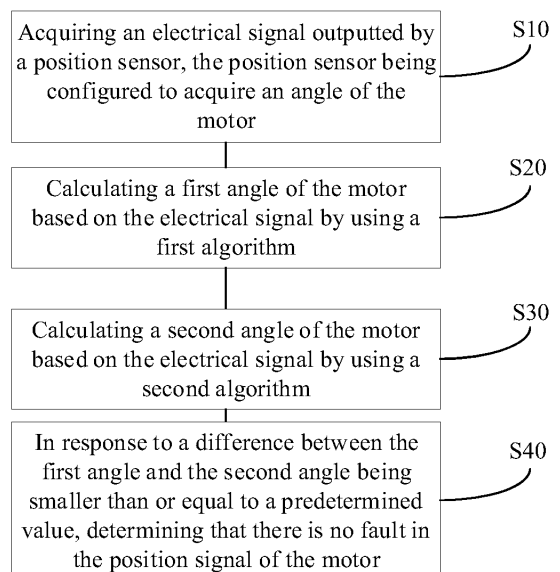 Acquiring an electrical signal outputted by
a position sensor, the position sensor being
configured to acquire an angle of the
motor
S10
Calculating a first angle of the motor
based on the electrical signal by using a
first algorithm
S20
Calculating a second angle of the motor
based on the electrical signal by using a
second algorithm
S30
In response to a difference between the
first angle and the second angle being
smaller than or equal to a predetermined
value, determining that there is no fault in
the position signal of the motor
S40